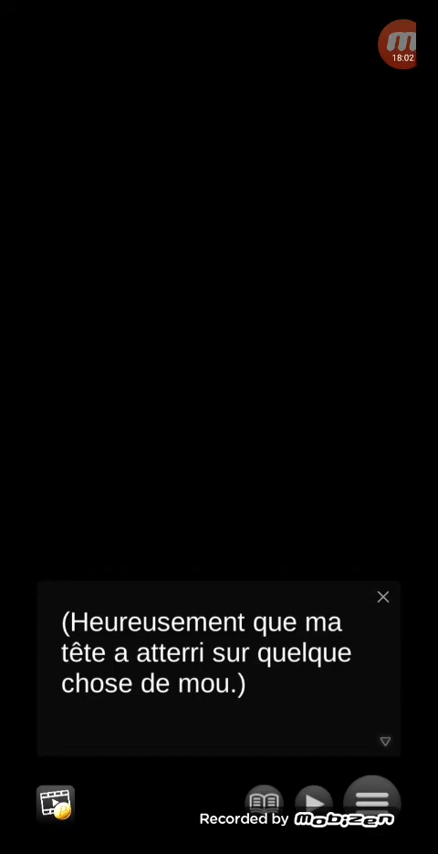 18:02
(Heureusement que ma
tête a atterri sur quelque
chose de mou.)
Recorded by mobizen